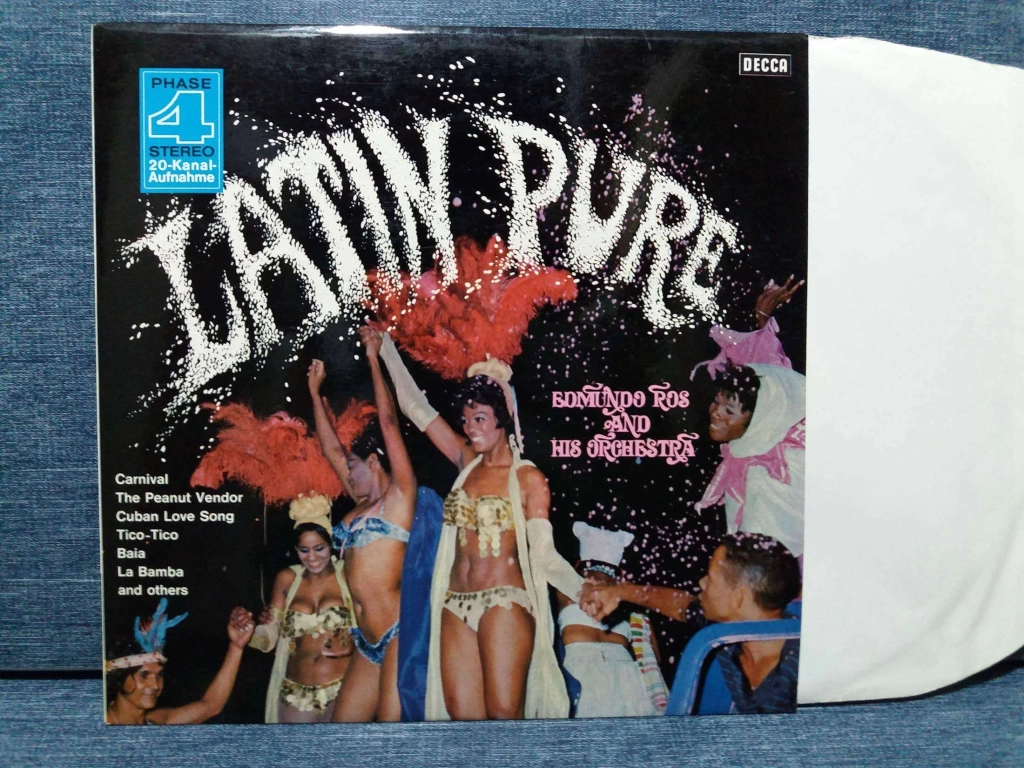 PHASE
4
STEREO
20-Kanal-
Aufnahme
DECCA
LATIN PURE
EDMUNDO ROS
AND
HIS ORCHESTRA
Carnival
The Peanut Vendor
Cuban Love Song
Tico-Tico
Baia
La Bamba
and others